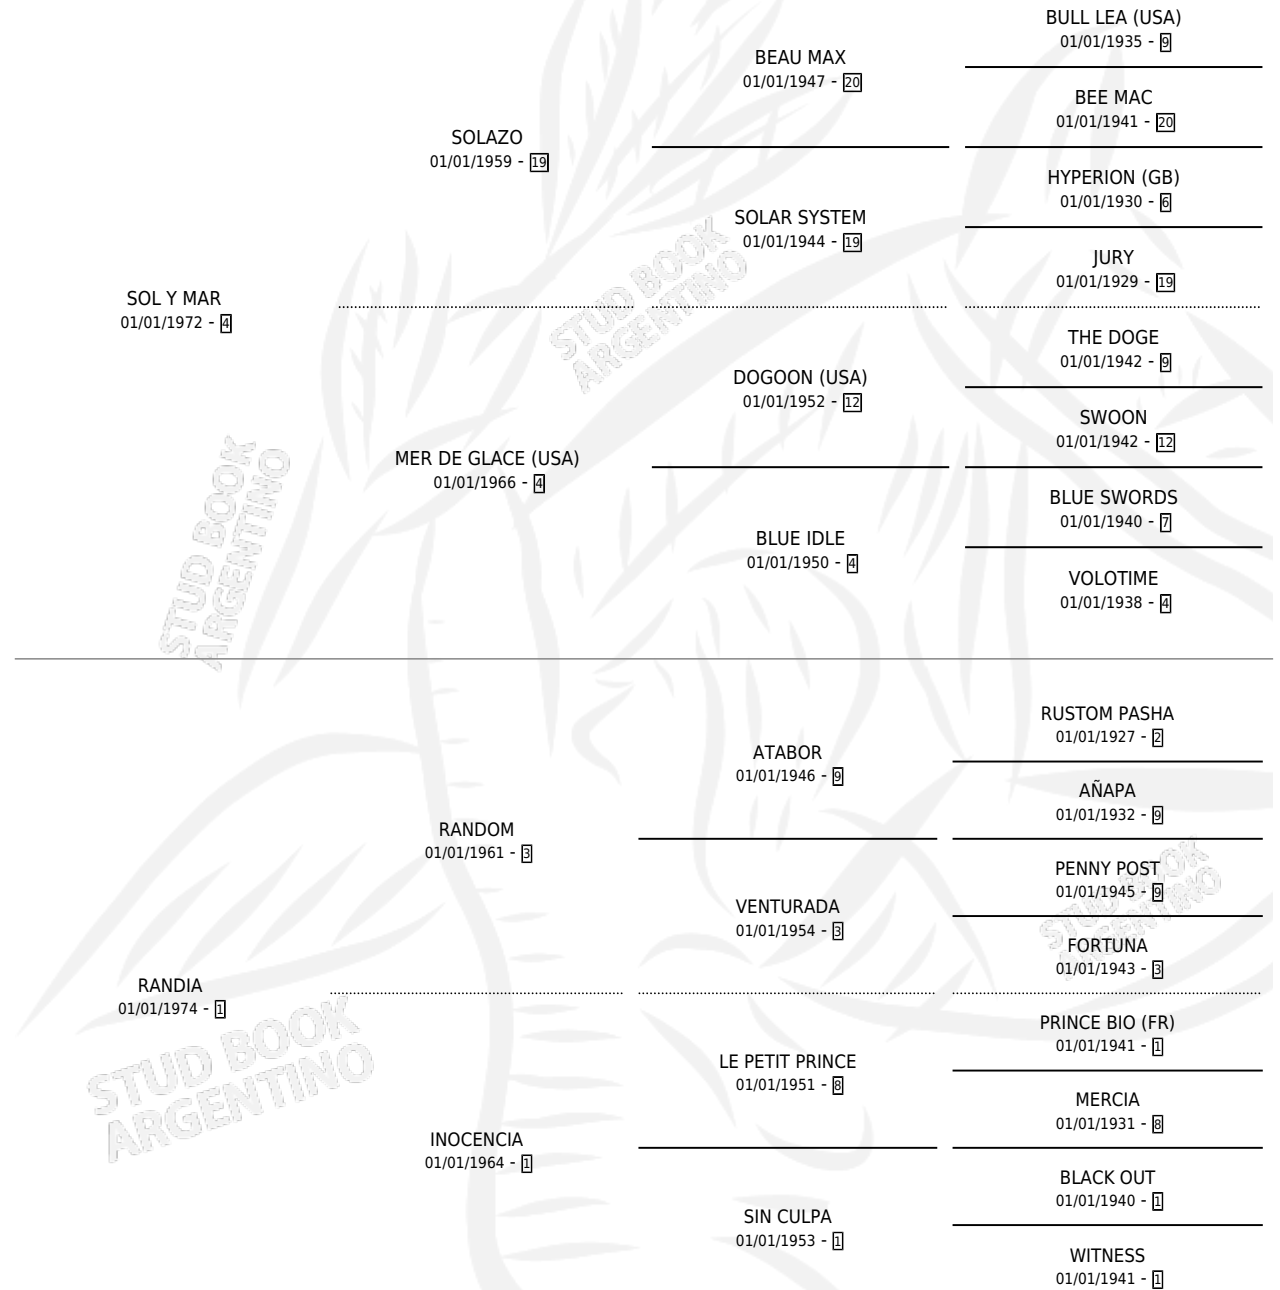 BULL LEA (USA)
01/01/1935 - 9
BEAU MAX
01/01/1947 - 20
BEE MAC
01/01/1941 - 20
SOLAZO
01/01/1959 - 19
HYPERION (GB)
01/01/1930 - 6
SOLAR SYSTEM
01/01/1944 - 19
JURY
01/01/1929 - 19
SOL Y MAR
01/01/1972 - 4
THE DOGE
01/01/1942 - 9
DOGOON (USA)
01/01/1952 - 12
SWOON
01/01/1942 - 12
MER DE GLACE (USA)
01/01/1966 - 4
BLUE SWORDS
01/01/1940 - 7
BLUE IDLE
01/01/1950 - 4
VOLOTIME
01/01/1938 - 4
STUD BOOK
ARGENTINO
STUD BOOK
ARGENTINO
RUSTOM PASHA
01/01/1927 - 2
ATABOR
01/01/1946 - 9
AÑAPA
01/01/1932 - 9
RANDOM
01/01/1961 - 3
PENNY POST
01/01/1945 - 9
VENTURADA
01/01/1954 - 3
FORTUNA
01/01/1943 - 3
RANDIA
01/01/1974 - 1
PRINCE BIO (FR)
01/01/1941 - 1
LE PETIT PRINCE
01/01/1951 - 8
MERCIA
01/01/1931 - 8
INOCENCIA
01/01/1964 - 1
BLACK OUT
01/01/1940 - 1
SIN CULPA
01/01/1953 - 1
WITNESS
01/01/1941 - 1
STUD BOOK
ARGENTINO
STUD BOOK
ARGENTINO